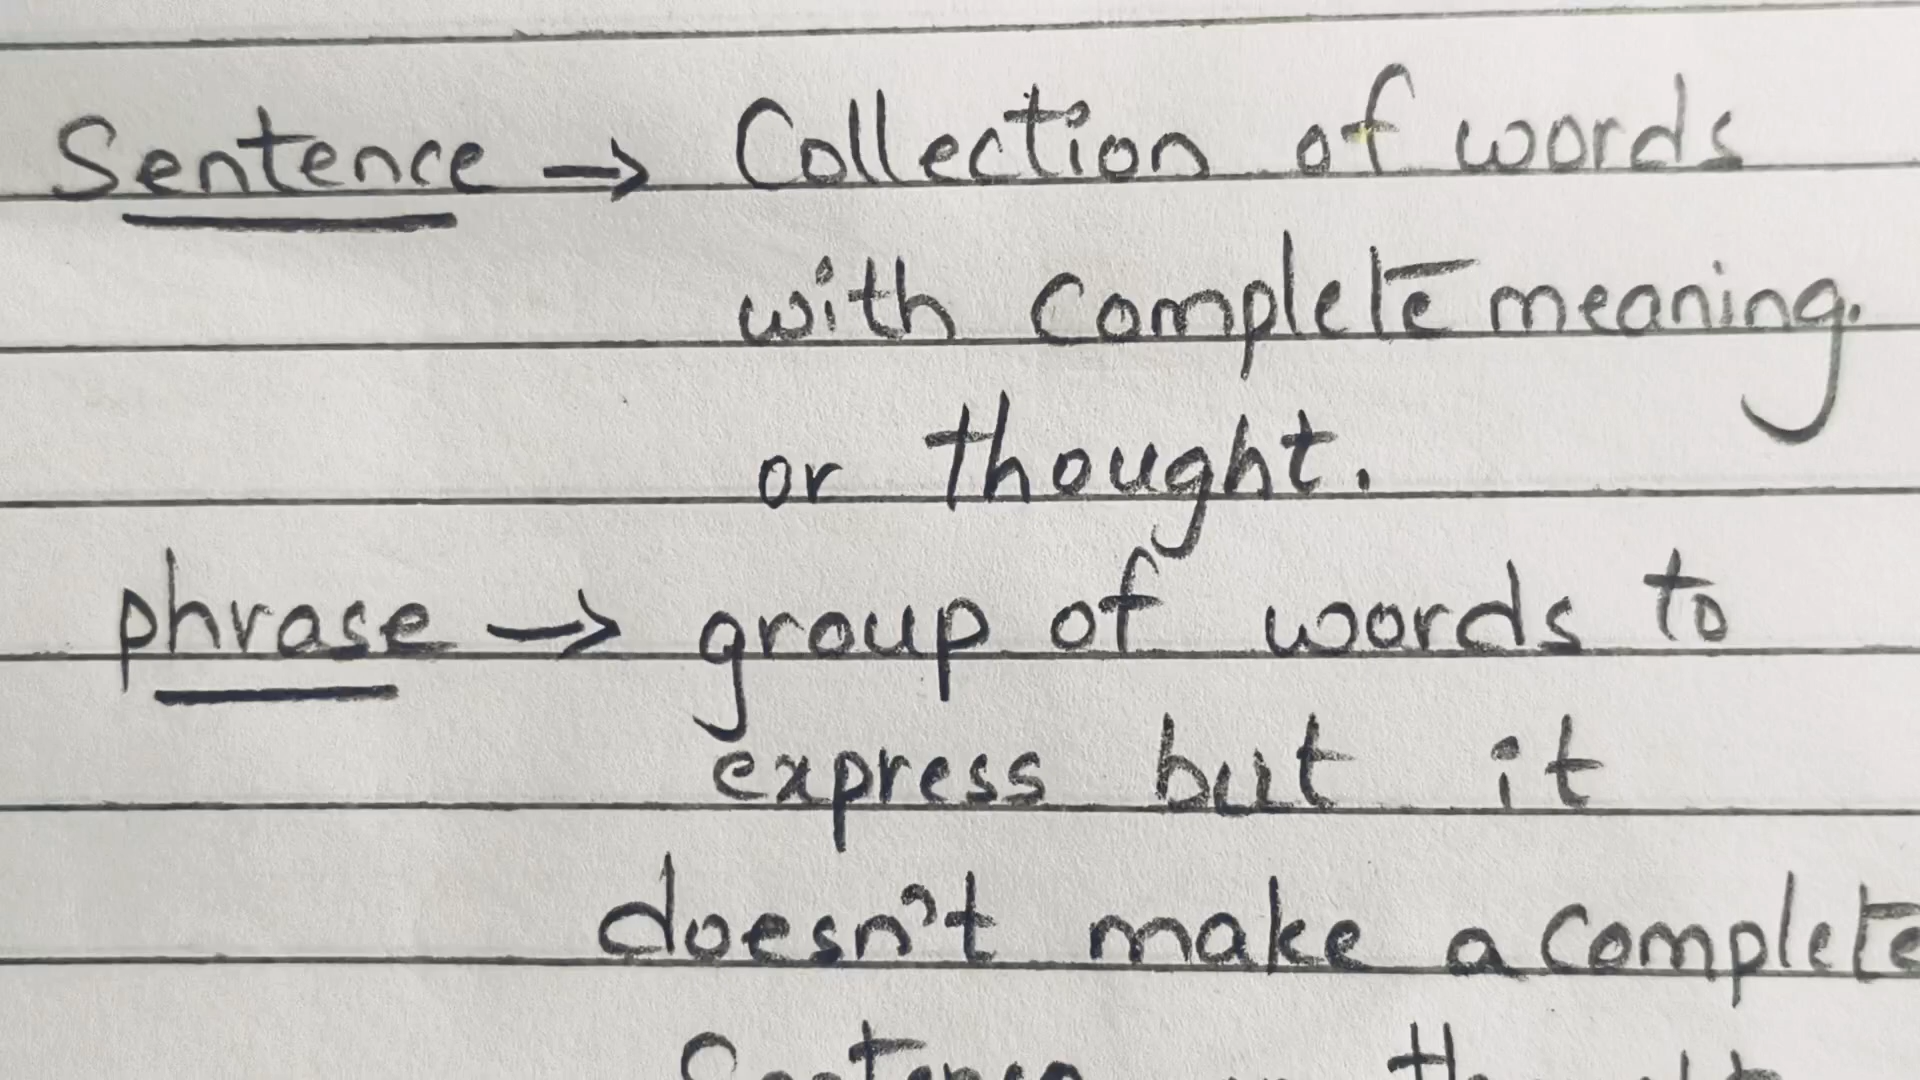 Sentence → Collection of words
with complete meaning.
or thought.
phrase → group of words to
express but it
doesn't make a complete